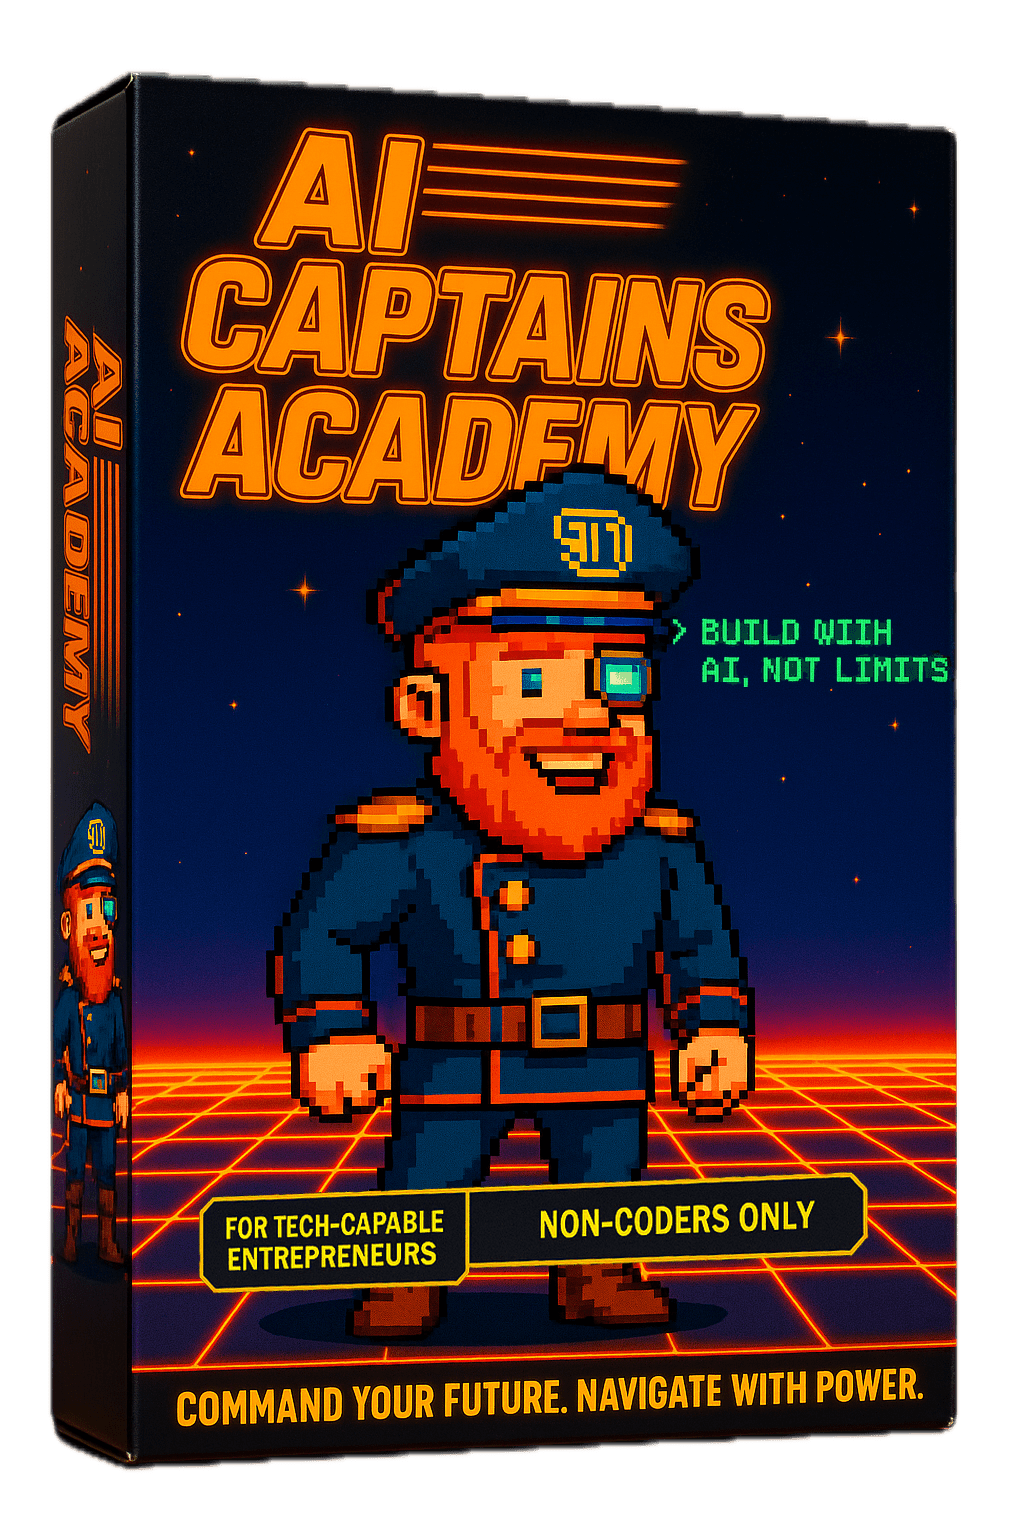 AI
CAPTAINS
ACADEMY
AI
ACADEMY
> BUILD WIIH
AI, NOT LIMITS
FOR TECH-CAPABLE
ENTREPRENEURS
NON-CODERS ONLY
COMMAND YOUR FUTURE. NAVIGATE WITH POWER.